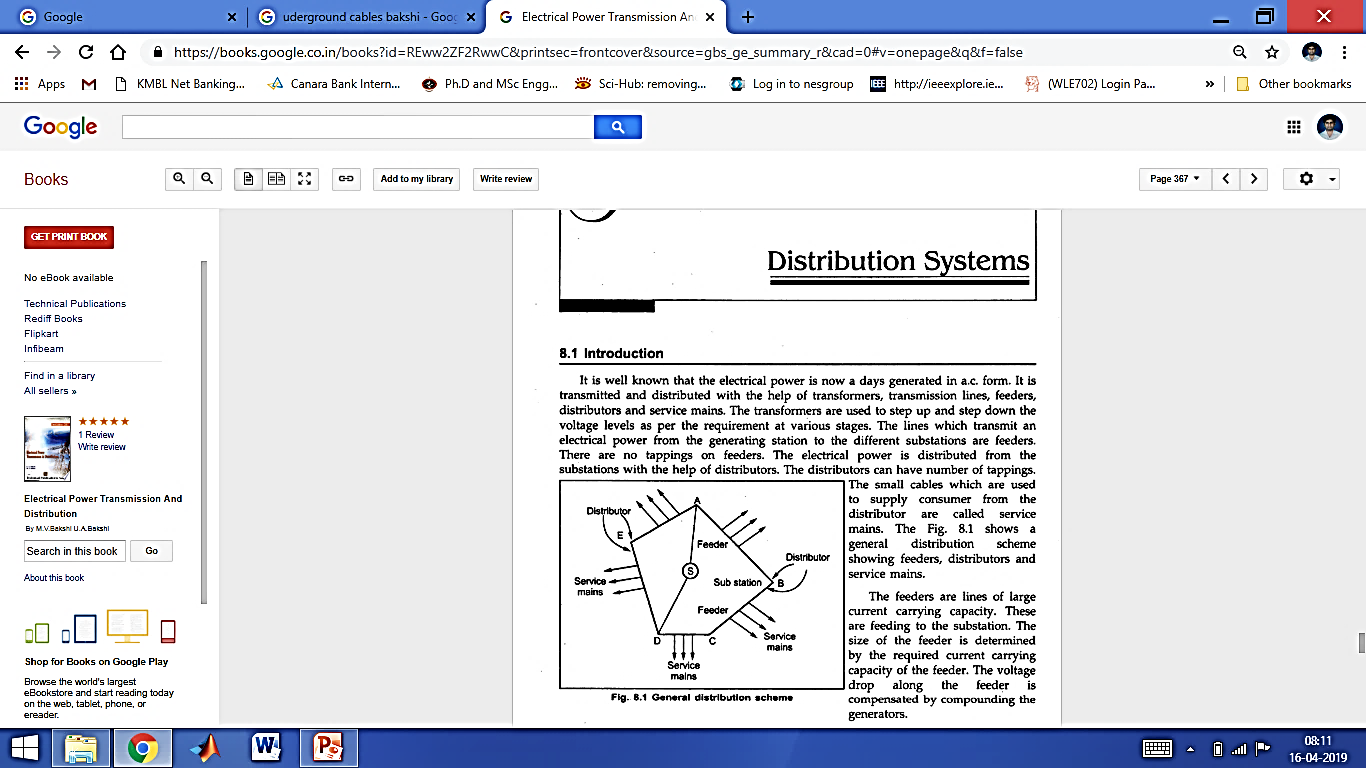 Google
uderground cables bakshi - Goog
Electrical Power Transmission An
https://books.google.co.in/books?id=REww2ZF2RwwC&printsec=frontcover&source=gbs_ge_summary_r&cad=0#v=onepage&q&f=false
Apps
KMBL Net Banking...
Canara Bank Intern...
Ph.D and MSc Engg...
Sci-Hub: removing...
Log in to nesgroup
IEEE http://ieeexplore.ie...
(WLE702) Login Pa...
»
Other bookmarks
Google
Books
Add to my library
Write review
Page 367
GET PRINT BOOK
No eBook available
Technical Publications
Rediff Books
Flipkart
Infibeam
Find in a library
All sellers »
1 Review
Write review
Electrical Power Transmission And
Distribution
By M.V.Bakshi U.A.Bakshi
Search in this book
Go
About this book
Shop for Books on Google Play
Browse the world's largest
eBookstore and start reading today
on the web, tablet, phone, or
ereader.
Distribution Systems
8.1 Introduction
It is well known that the electrical power is now a days generated in a.c. form. It is
transmitted and distributed with the help of transformers, transmission lines, feeders,
distributors and service mains. The transformers are used to step up and step down the
voltage levels as per the requirement at various stages. The lines which transmit an
electrical power from the generating station to the different substations are feeders.
There are no tappings on feeders. The electrical power is distributed from the
substations with the help of distributors. The distributors can have number of tappings.
The small cables which are used
to supply consumer from the
distributor are called service
mains. The Fig. 8.1 shows a
general distribution scheme
showing feeders, distributors and
service mains.
The feeders are lines of large
current carrying capacity. These
are feeding to the substation. The
size of the feeder is determined
by the required current carrying
capacity of the feeder. The voltage
drop along the feeder is
compensated by compounding the
generators.
A
Distributor
E
Feeder
Distributor
S
Service
mains
Sub station
B
Feeder
D
C
Service
mains
Service
mains
Fig. 8.1 General distribution scheme
08:11
16-04-2019